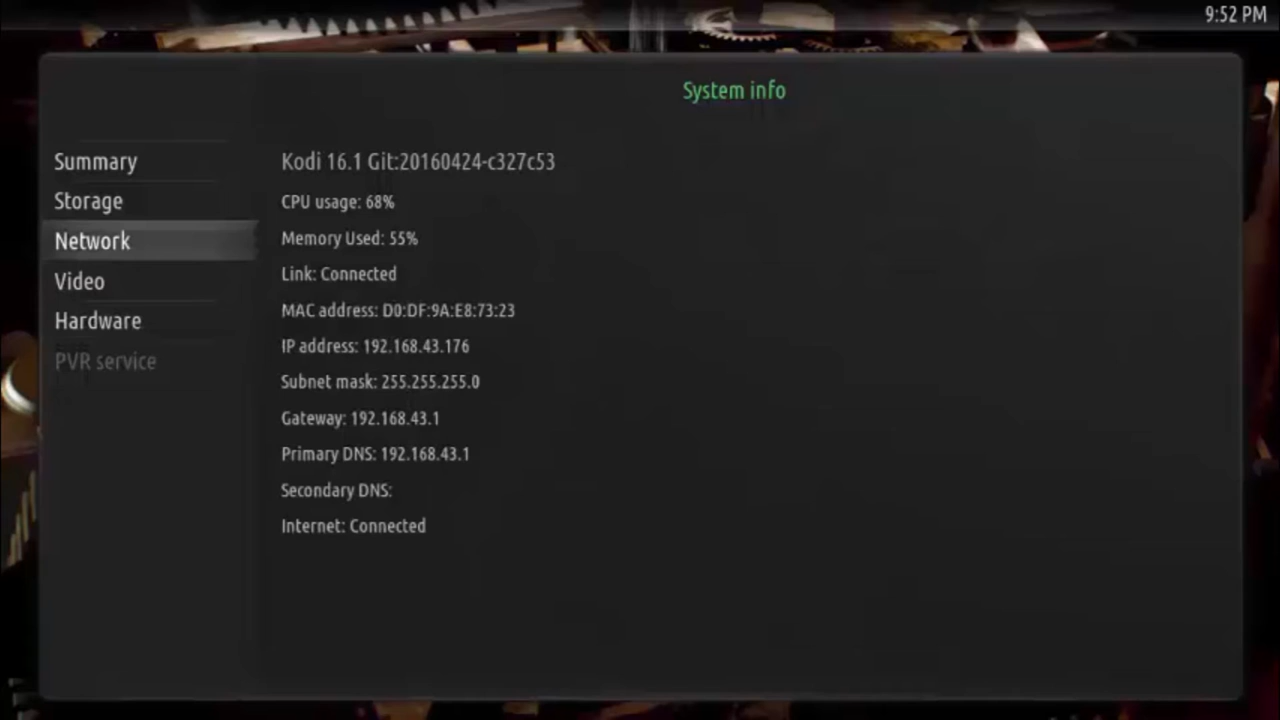 9:52 PM
System info
Summary
Storage
Network
Video
Hardware
PVR service
Kodi 16.1 Git:20160424-c327c53
CPU usage: 68%
Memory Used: 55%
Link: Connected
MAC address: D0:DF:9A:E8:73:23
IP address: 192.168.43.176
Subnet mask: 255.255.255.0
Gateway: 192.168.43.1
Primary DNS: 192.168.43.1
Secondary DNS:
Internet: Connected